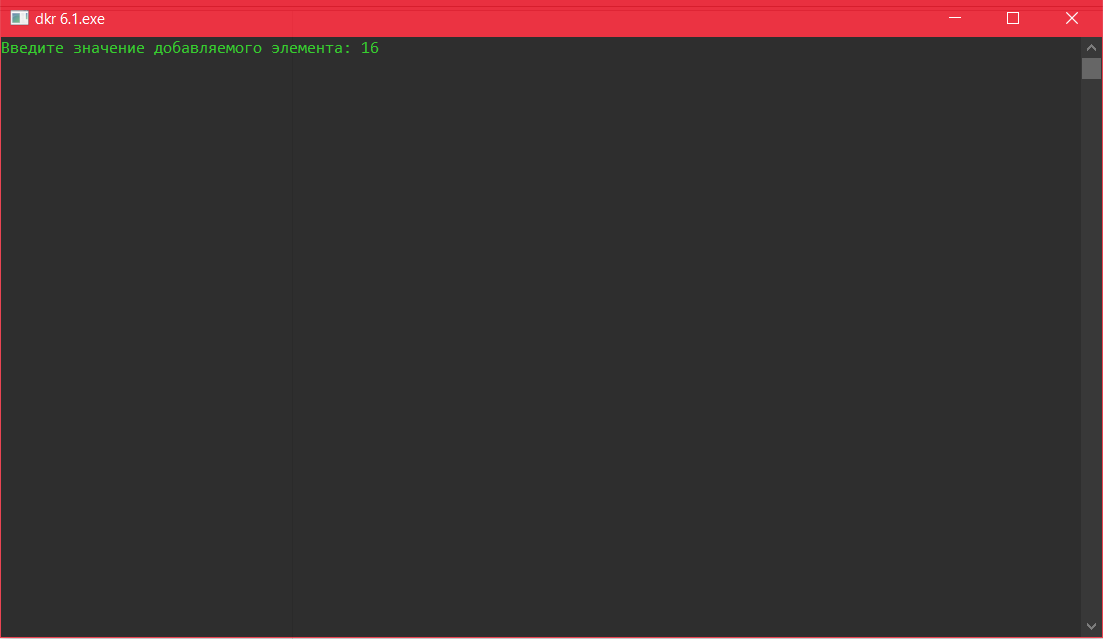 dkr 6.1.exe
Введите значение добавляемого элемента: 16